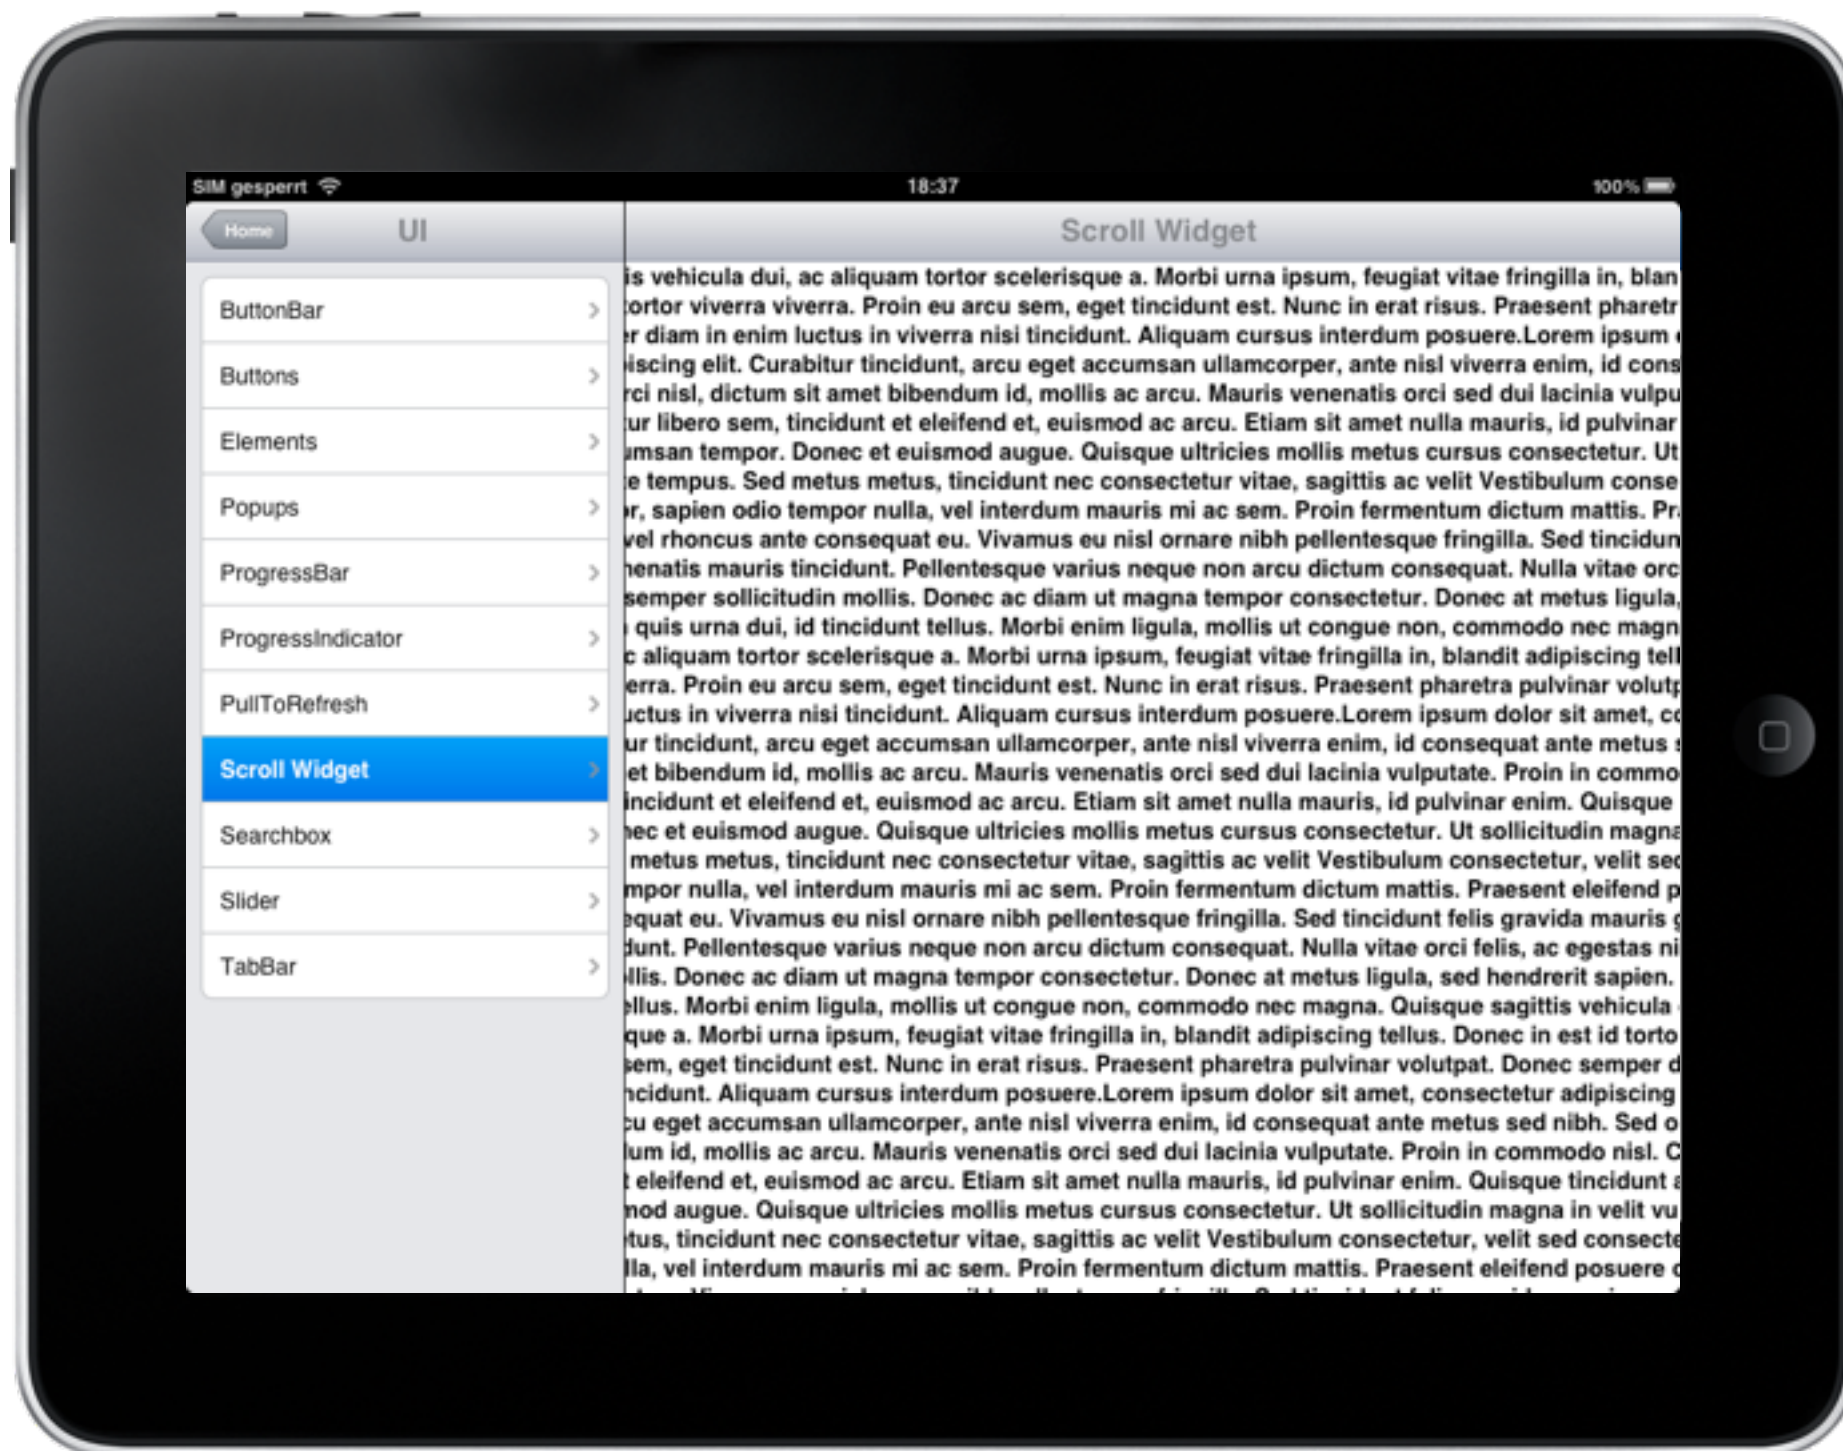 SIM gesperrt
18:37
100%
Home
UI
Scroll Widget
ButtonBar
Buttons
Elements
Popups
ProgressBar
ProgressIndicator
PullToRefresh
Scroll Widget
Searchbox
Slider
TabBar
is vehicula dui, ac aliquam tortor scelerisque a. Morbi urna ipsum, feugiat vitae fringilla in, blan
tortor viverra viverra. Proin eu arcu sem, eget tincidunt est. Nunc in erat risus. Praesent pharetr
er diam in enim luctus in viverra nisi tincidunt. Aliquam cursus interdum posuere.Lorem ipsum
iscing elit. Curabitur tincidunt, arcu eget accumsan ullamcorper, ante nisl viverra enim, id cons
rci nisl, dictum sit amet bibendum id, mollis ac arcu. Mauris venenatis orci sed dui lacinia vulpu
tur libero sem, tincidunt et eleifend et, euismod ac arcu. Etiam sit amet nulla mauris, id pulvinar
umsan tempor. Donec et euismod augue. Quisque ultricies mollis metus cursus consectetur. Ut
e tempus. Sed metus metus, tincidunt nec consectetur vitae, sagittis ac velit Vestibulum conse
or, sapien odio tempor nulla, vel interdum mauris mi ac sem. Proin fermentum dictum mattis. Pr
vel rhoncus ante consequat eu. Vivamus eu nisl ornare nibh pellentesque fringilla. Sed tincidun
nenatis mauris tincidunt. Pellentesque varius neque non arcu dictum consequat. Nulla vitae orc
semper sollicitudin mollis. Donec ac diam ut magna tempor consectetur. Donec at metus ligula,
quis urna dui, id tincidunt tellus. Morbi enim ligula, mollis ut congue non, commodo nec magn
c aliquam tortor scelerisque a. Morbi urna ipsum, feugiat vitae fringilla in, blandit adipiscing tell
erra. Proin eu arcu sem, eget tincidunt est. Nunc in erat risus. Praesent pharetra pulvinar volutp
uctus in viverra nisi tincidunt. Aliquam cursus interdum posuere.Lorem ipsum dolor sit amet, co
ur tincidunt, arcu eget accumsan ullamcorper, ante nisl viverra enim, id consequat ante metus s
et bibendum id, mollis ac arcu. Mauris venenatis orci sed dui lacinia vulputate. Proin in commo
incidunt et eleifend et, euismod ac arcu. Etiam sit amet nulla mauris, id pulvinar enim. Quisque
nec et euismod augue. Quisque ultricies mollis metus cursus consectetur. Ut sollicitudin magna
metus metus, tincidunt nec consectetur vitae, sagittis ac velit Vestibulum consectetur, velit sed
mpor nulla, vel interdum mauris mi ac sem. Proin fermentum dictum mattis. Praesent eleifend p
equat eu. Vivamus eu nisl ornare nibh pellentesque fringilla. Sed tincidunt felis gravida mauris g
dunt. Pellentesque varius neque non arcu dictum consequat. Nulla vitae orci felis, ac egestas ni
ollis. Donec ac diam ut magna tempor consectetur. Donec at metus ligula, sed hendrerit sapien.
ellus. Morbi enim ligula, mollis ut congue non, commodo nec magna. Quisque sagittis vehicula
que a. Morbi urna ipsum, feugiat vitae fringilla in, blandit adipiscing tellus. Donec in est id torto
sem, eget tincidunt est. Nunc in erat risus. Praesent pharetra pulvinar volutpat. Donec semper d
ncidunt. Aliquam cursus interdum posuere.Lorem ipsum dolor sit amet, consectetur adipiscing
cu eget accumsan ullamcorper, ante nisl viverra enim, id consequat ante metus sed nibh. Sed o
lum id, mollis ac arcu. Mauris venenatis orci sed dui lacinia vulputate. Proin in commodo nisl. C
t eleifend et, euismod ac arcu. Etiam sit amet nulla mauris, id pulvinar enim. Quisque tincidunt a
mod augue. Quisque ultricies mollis metus cursus consectetur. Ut sollicitudin magna in velit vu
etus, tincidunt nec consectetur vitae, sagittis ac velit Vestibulum consectetur, velit sed consecte
lla, vel interdum mauris mi ac sem. Proin fermentum dictum mattis. Praesent eleifend posuere c